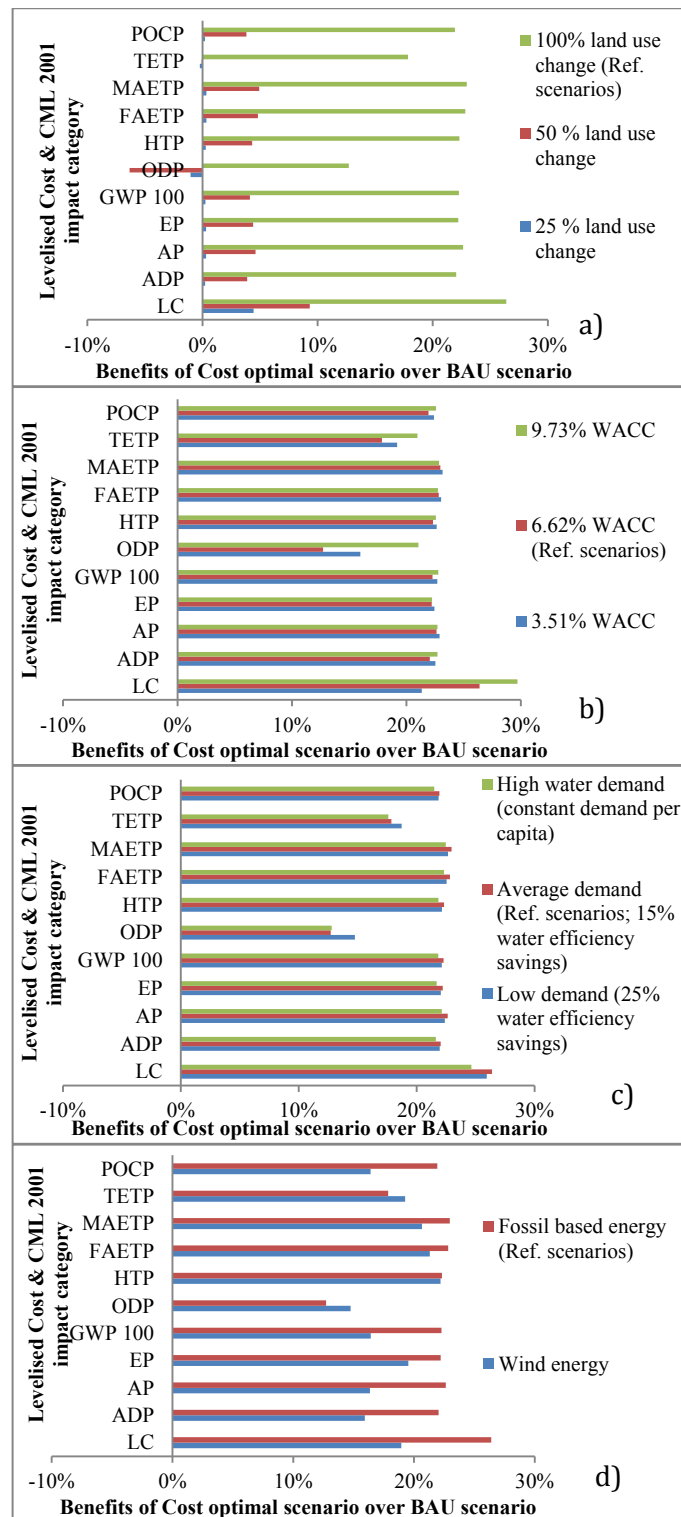 Levelised Cost & CML 2001
impact category
POCP
TETP
MAETP
FAETP
HTP
ODP
GWP 100
EP
AP
ADP
LC
100% land use
change (Ref.
scenarios)
50 % land use
change
25 % land use
change
a)
-10% 0% 10% 20% 30%
Benefits of Cost optimal scenario over BAU scenario
Levelised Cost & CML 2001
impact category
POCP
TETP
MAETP
FAETP
HTP
ODP
GWP 100
EP
AP
ADP
LC
9.73% WACC
6.62% WACC
(Ref. scenarios)
3.51% WACC
b)
-10% 0% 10% 20% 30%
Benefits of Cost optimal scenario over BAU scenario
Levelised Cost & CML 2001
impact category
POCP
TETP
MAETP
FAETP
HTP
ODP
GWP 100
EP
AP
ADP
LC
High water demand
(constant demand per
capita)
Average demand
(Ref. scenarios; 15%
water efficiency
savings)
Low demand (25%
water efficiency
savings)
c)
-10% 0% 10% 20% 30%
Benefits of Cost optimal scenario over BAU scenario
Levelised Cost & CML 2001
impact category
POCP
TETP
MAETP
FAETP
HTP
ODP
GWP 100
EP
AP
ADP
LC
Fossil based energy
(Ref. scenarios)
Wind energy
d)
-10% 0% 10% 20% 30%
Benefits of Cost optimal scenario over BAU scenario